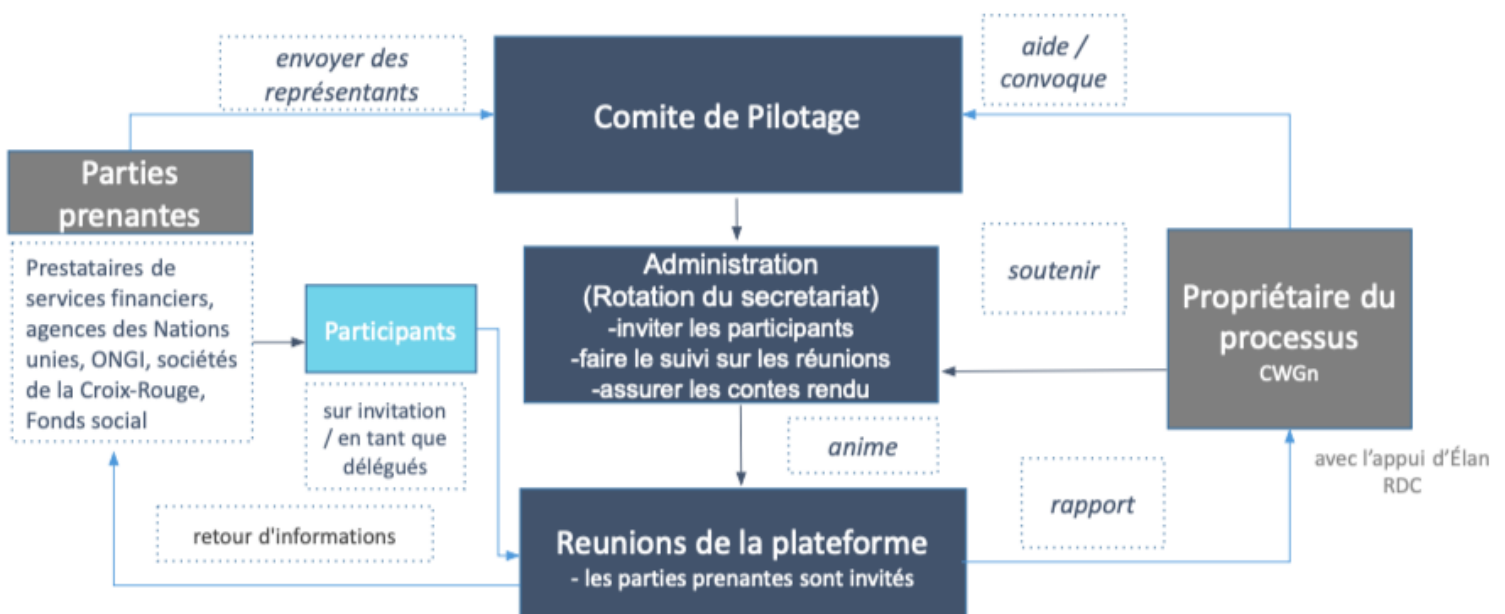 envoyer des
représentants
Comite de Pilotage
aide /
convoque
Parties
prenantes
Prestataires de
services financiers,
agences des Nations
unies, ONGI, sociétés
de la Croix-Rouge,
Fonds social
Participants
sur invitation
/ en tant que
délégués
Administration
(Rotation du secretariat)
-inviter les participants
-faire le suivi sur les réunions
-assurer les contes rendu
soutenir
Propriétaire du
processus
CWGn
avec l'appui d'Élan
RDC
anime
rapport
retour d'informations
Reunions de la plateforme
- les parties prenantes sont invités